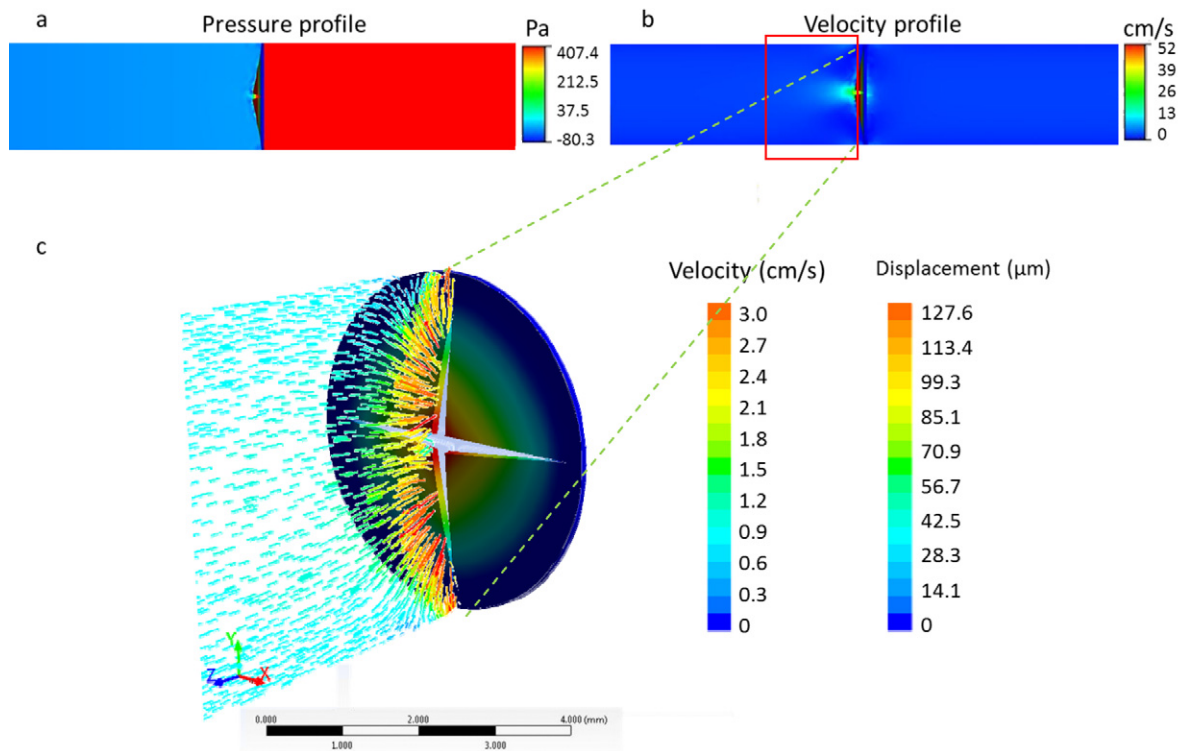 a
Pressure profile
Pa
407.4
212.5
37.5
-80.3
b
Velocity profile
cm/s
52
39
26
13
0
c
Velocity (cm/s)
3.0
2.7
2.4
2.1
1.8
1.5
1.2
0.9
0.6
0.3
0
Displacement (μm)
127.6
113.4
99.3
85.1
70.9
56.7
42.5
28.3
14.1
0
Y
Z
X
0.000 2.000 4.000 (mm)
1.000 3.000